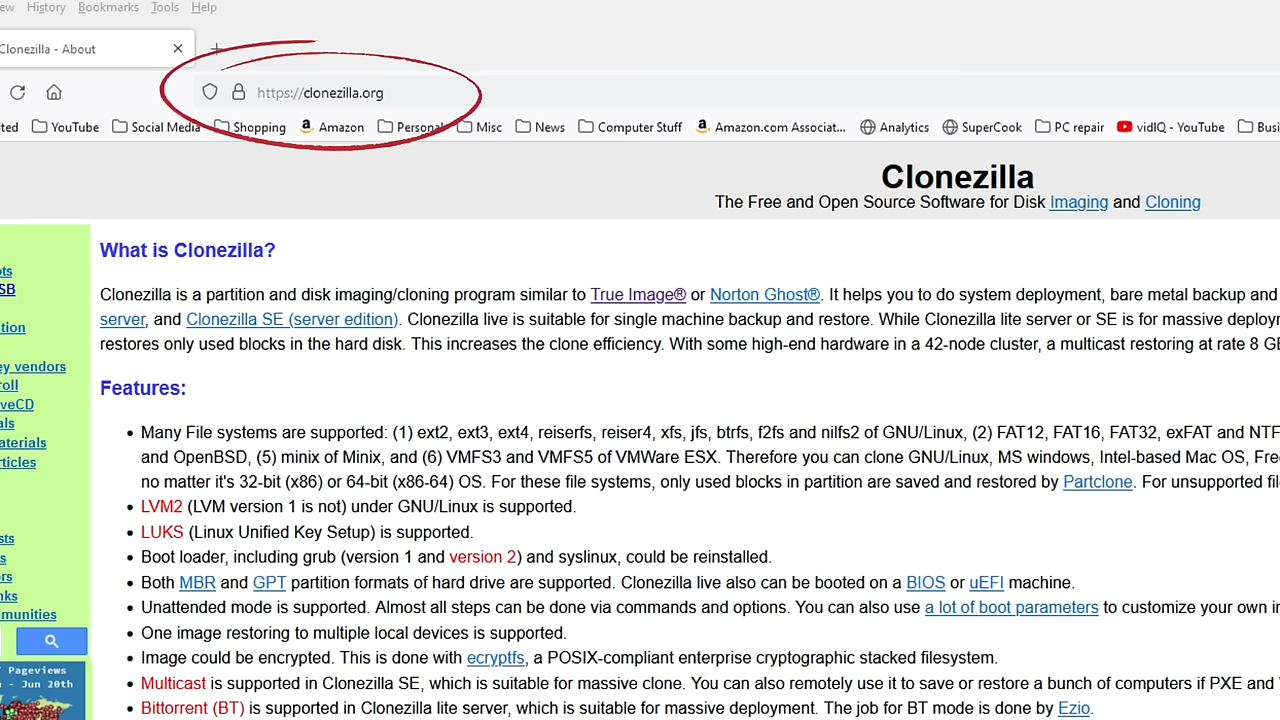 History Bookmarks Tools Help
Clonezilla - About
https://clonezilla.org
YouTube Social Media Shopping Amazon Personal Misc News Computer Stuff Amazon.com Associat... Analytics SuperCook PC repair vidIQ - YouTube
Clonezilla
The Free and Open Source Software for Disk Imaging and Cloning
What is Clonezilla?
Clonezilla is a partition and disk imaging/cloning program similar to True Image® or Norton Ghost®. It helps you to do system deployment, bare metal backup and
server, and Clonezilla SE (server edition). Clonezilla live is suitable for single machine backup and restore. While Clonezilla lite server or SE is for massive
restores only used blocks in the hard disk. This increases the clone efficiency. With some high-end hardware in a 42-node cluster, a multicast restoring at rate 8
Features:
Many File systems are supported: (1) ext2, ext3, ext4, reiserfs, reiser4, xfs, jfs, btrfs, f2fs and nilfs2 of GNU/Linux, (2) FAT12, FAT16, FAT32, exFAT and
and OpenBSD, (5) minix of Minix, and (6) VMFS3 and VMFS5 of VMWare ESX. Therefore you can clone GNU/Linux, MS windows, Intel-based Mac OS,
no matter it's 32-bit (x86) or 64-bit (x86-64) OS. For these file systems, only used blocks in partition are saved and restored by Partclone. For unsupported
LVM2 (LVM version 1 is not) under GNU/Linux is supported.
LUKS (Linux Unified Key Setup) is supported.
Boot loader, including grub (version 1 and version 2) and syslinux, could be reinstalled.
Both MBR and GPT partition formats of hard drive are supported. Clonezilla live also can be booted on a BIOS or uEFI machine.
Unattended mode is supported. Almost all steps can be done via commands and options. You can also use a lot of boot parameters to customize your own
One image restoring to multiple local devices is supported.
Image could be encrypted. This is done with ecryptfs, a POSIX-compliant enterprise cryptographic stacked filesystem.
Multicast is supported in Clonezilla SE, which is suitable for massive clone. You can also remotely use it to save or restore a bunch of computers if PXE and
Bittorrent (BT) is supported in Clonezilla lite server, which is suitable for massive deployment. The job for BT mode is done by Ezio.
vendors
Pageviews
- Jun 20th